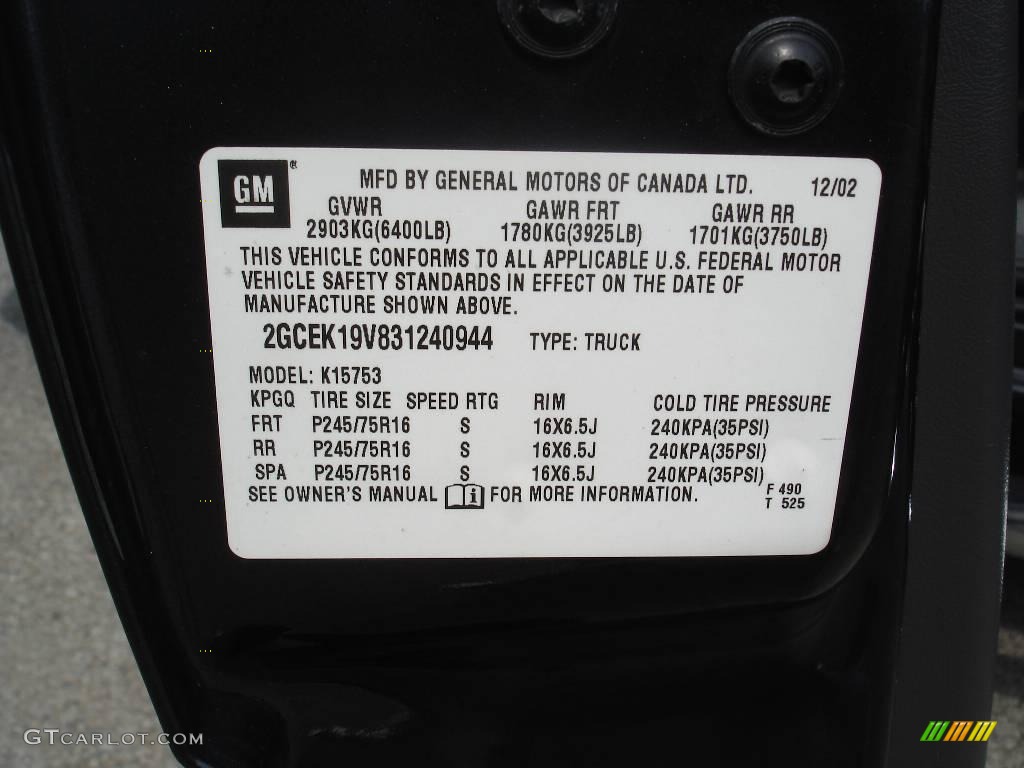 GM® MFD BY GENERAL MOTORS OF CANADA LTD. 12/02
GVWR GAWR FRT GAWR RR
2903KG(6400LB) 1780KG(3925LB) 1701KG(3750LB)
THIS VEHICLE CONFORMS TO ALL APPLICABLE U.S. FEDERAL MOTOR
VEHICLE SAFETY STANDARDS IN EFFECT ON THE DATE OF
MANUFACTURE SHOWN ABOVE.
2GCEK19V831240944 TYPE: TRUCK
MODEL: K15753
KPGQ TIRE SIZE SPEED RTG RIM COLD TIRE PRESSURE
FRT P245/75R16 S 16X6.5J 240KPA(35PSI)
RR P245/75R16 S 16X6.5J 240KPA(35PSI)
SPA P245/75R16 S 16X6.5J 240KPA(35PSI)
SEE OWNER'S MANUAL i FOR MORE INFORMATION. F 490
T 525
GTCARLOT.COM